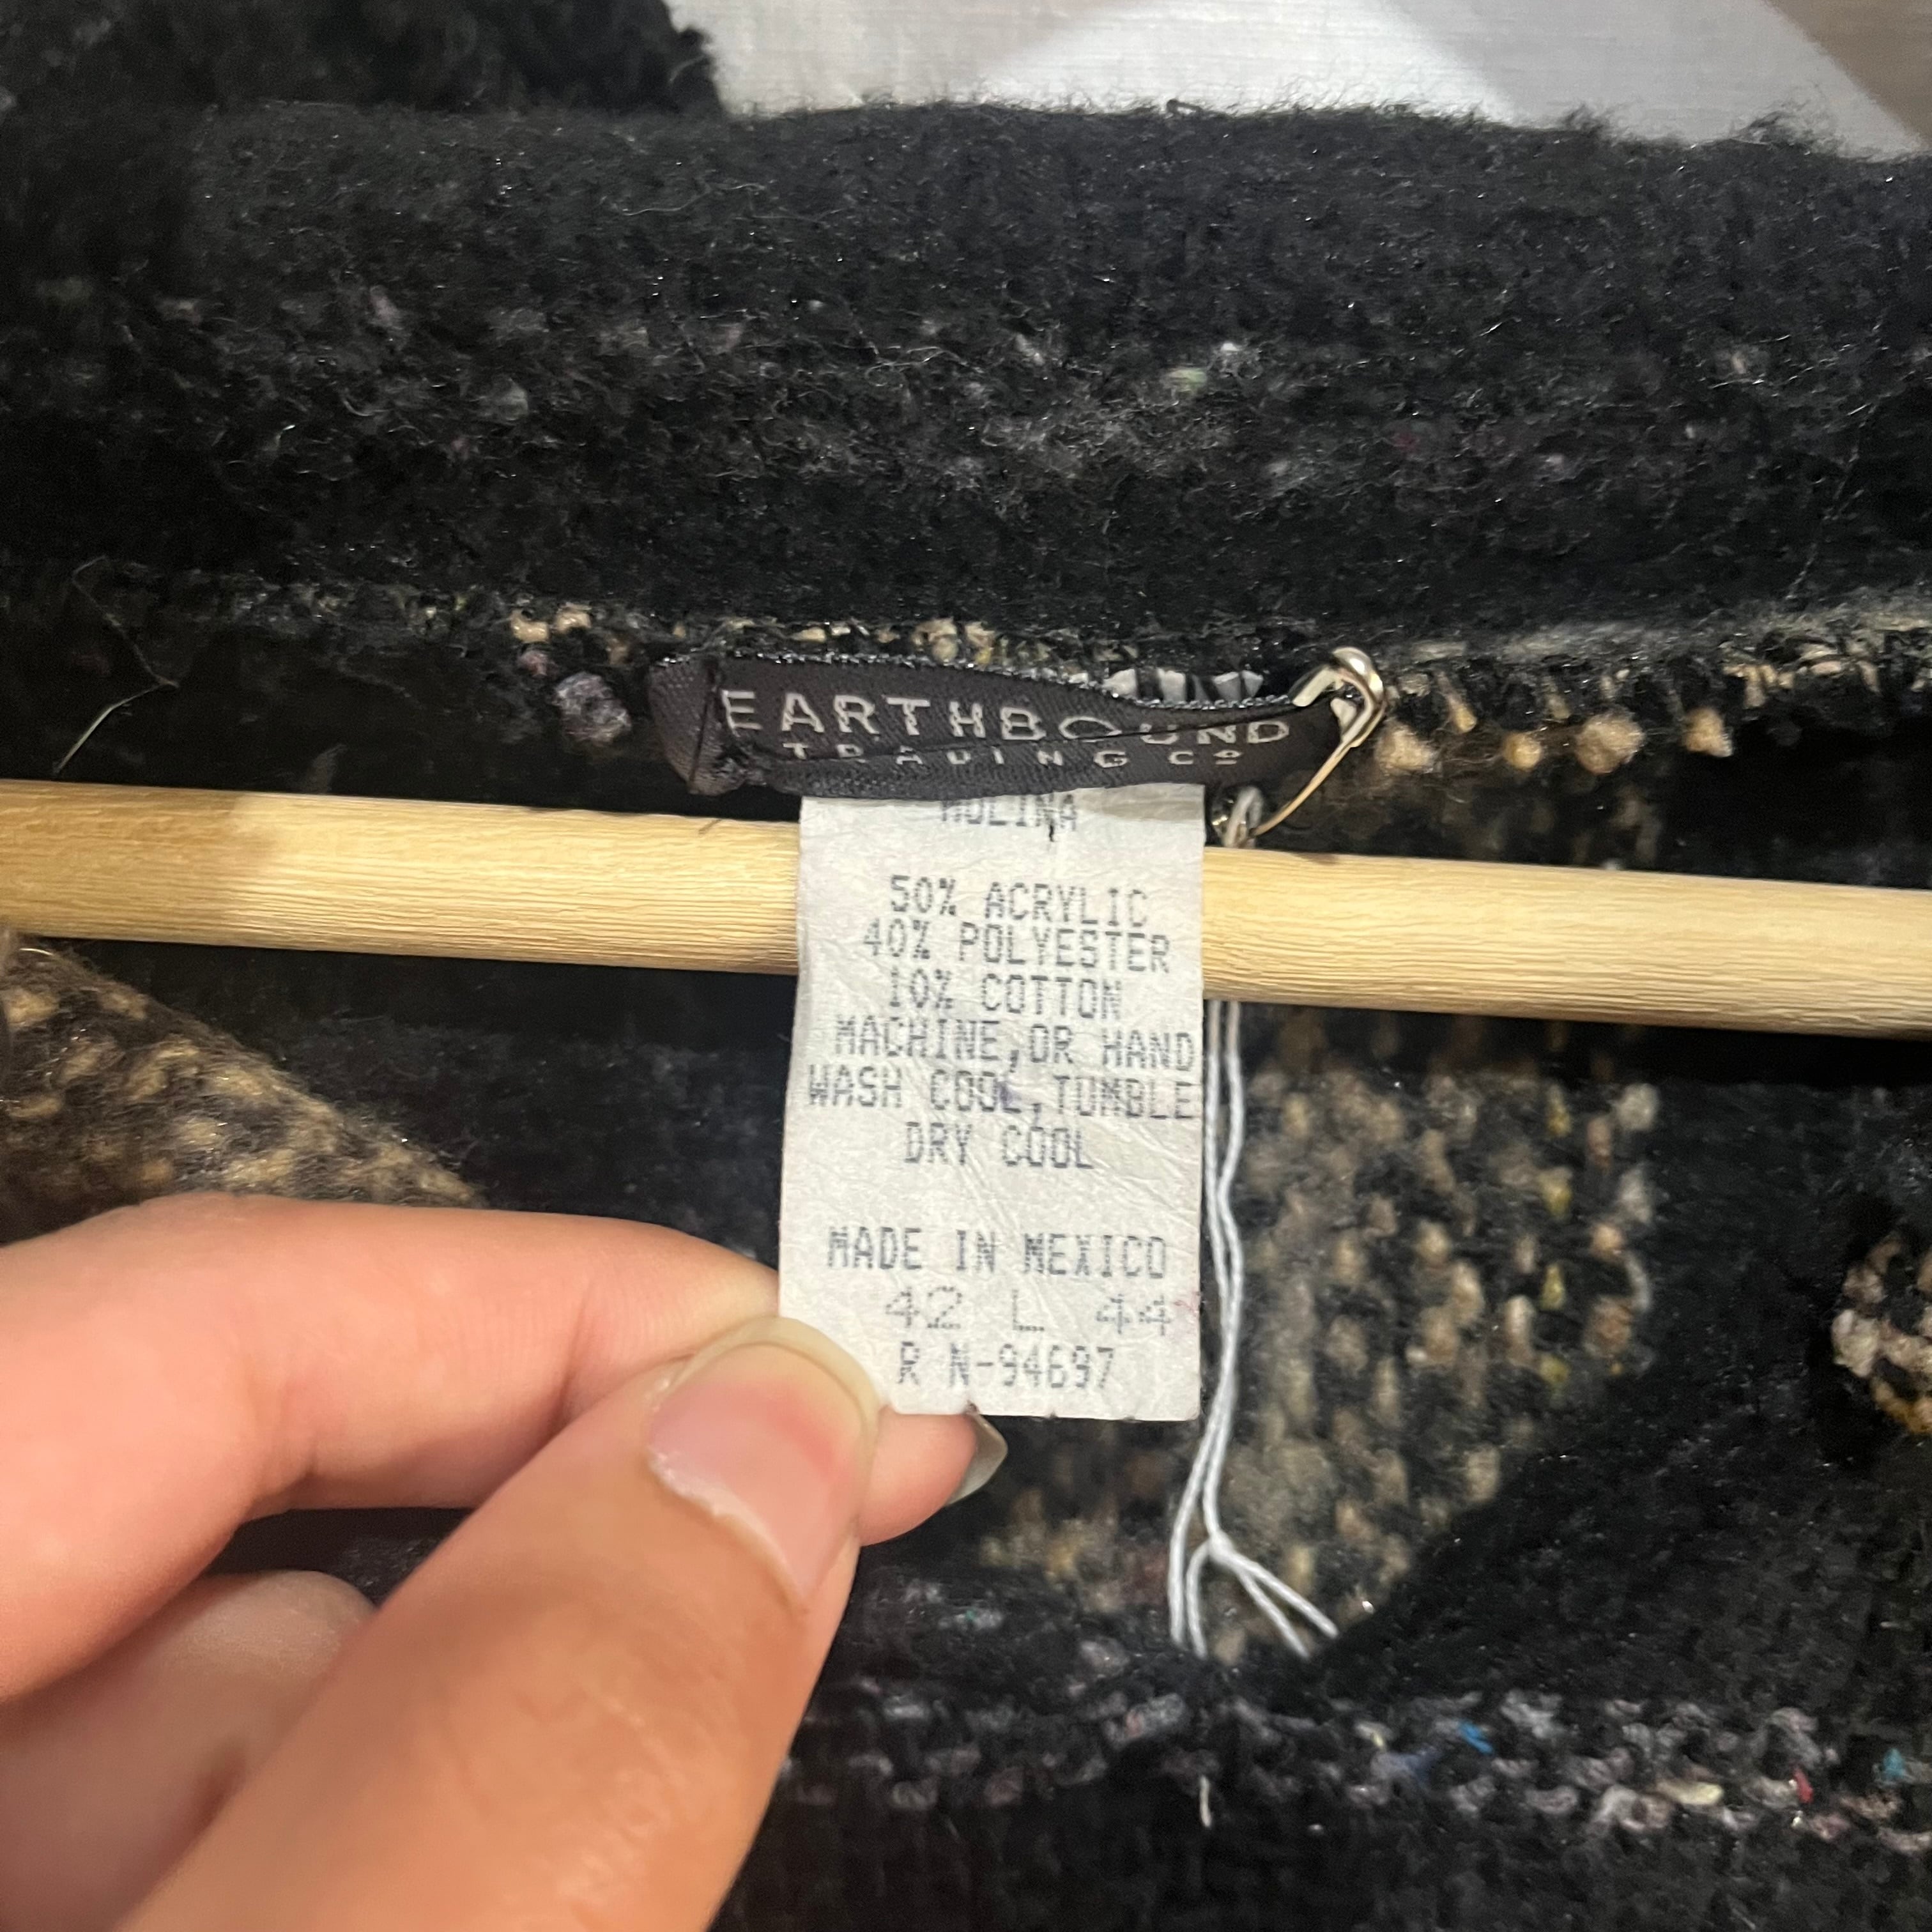 EARTHBOUND
TRADING Cº
MOLINA
50% ACRYLIC
40% POLYESTER
10% COTTON
MACHINE,OR HAND
WASH COOL,TUMBLE
DRY COOL
MADE IN MEXICO
42 L 44
R N-94697